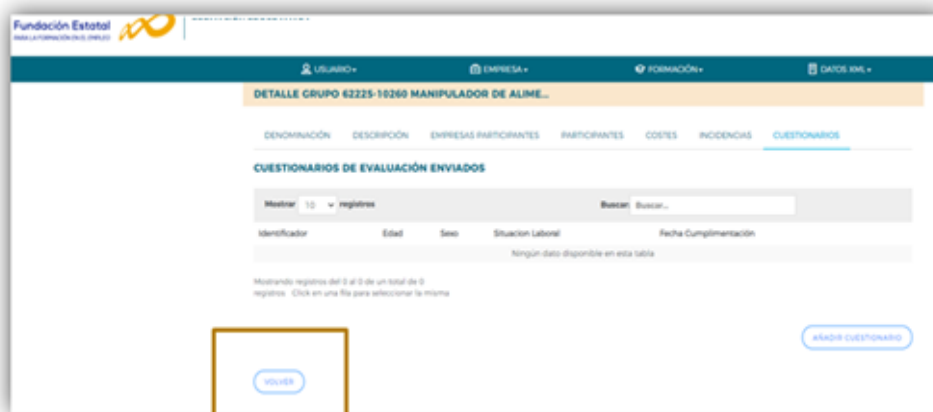 Fundación Estatal
PARA LA FORMACIÓN EN EL EMPLEO
USUARIO
EMPRESA
FORMACIÓN
DATOS XML
DETALLE GRUPO 62225-10260 MANIPULADOR DE ALIME...
DENOMINACIÓN DESCRIPCIÓN EMPRESAS PARTICIPANTES PARTICIPANTES COSTES INCIDENCIAS CUESTIONARIOS
CUESTIONARIOS DE EVALUACIÓN ENVIADOS
Mostrar 10 registros Buscar: Buscar...
Identificador Edad Sexo Situacion Laboral Fecha Cumplimentación
Ningún dato disponible en esta tabla
Mostrando registros del 0 al 0 de un total de 0
registros Click en una fila para seleccionar la misma
AÑADIR CUESTIONARIO
VOLVER